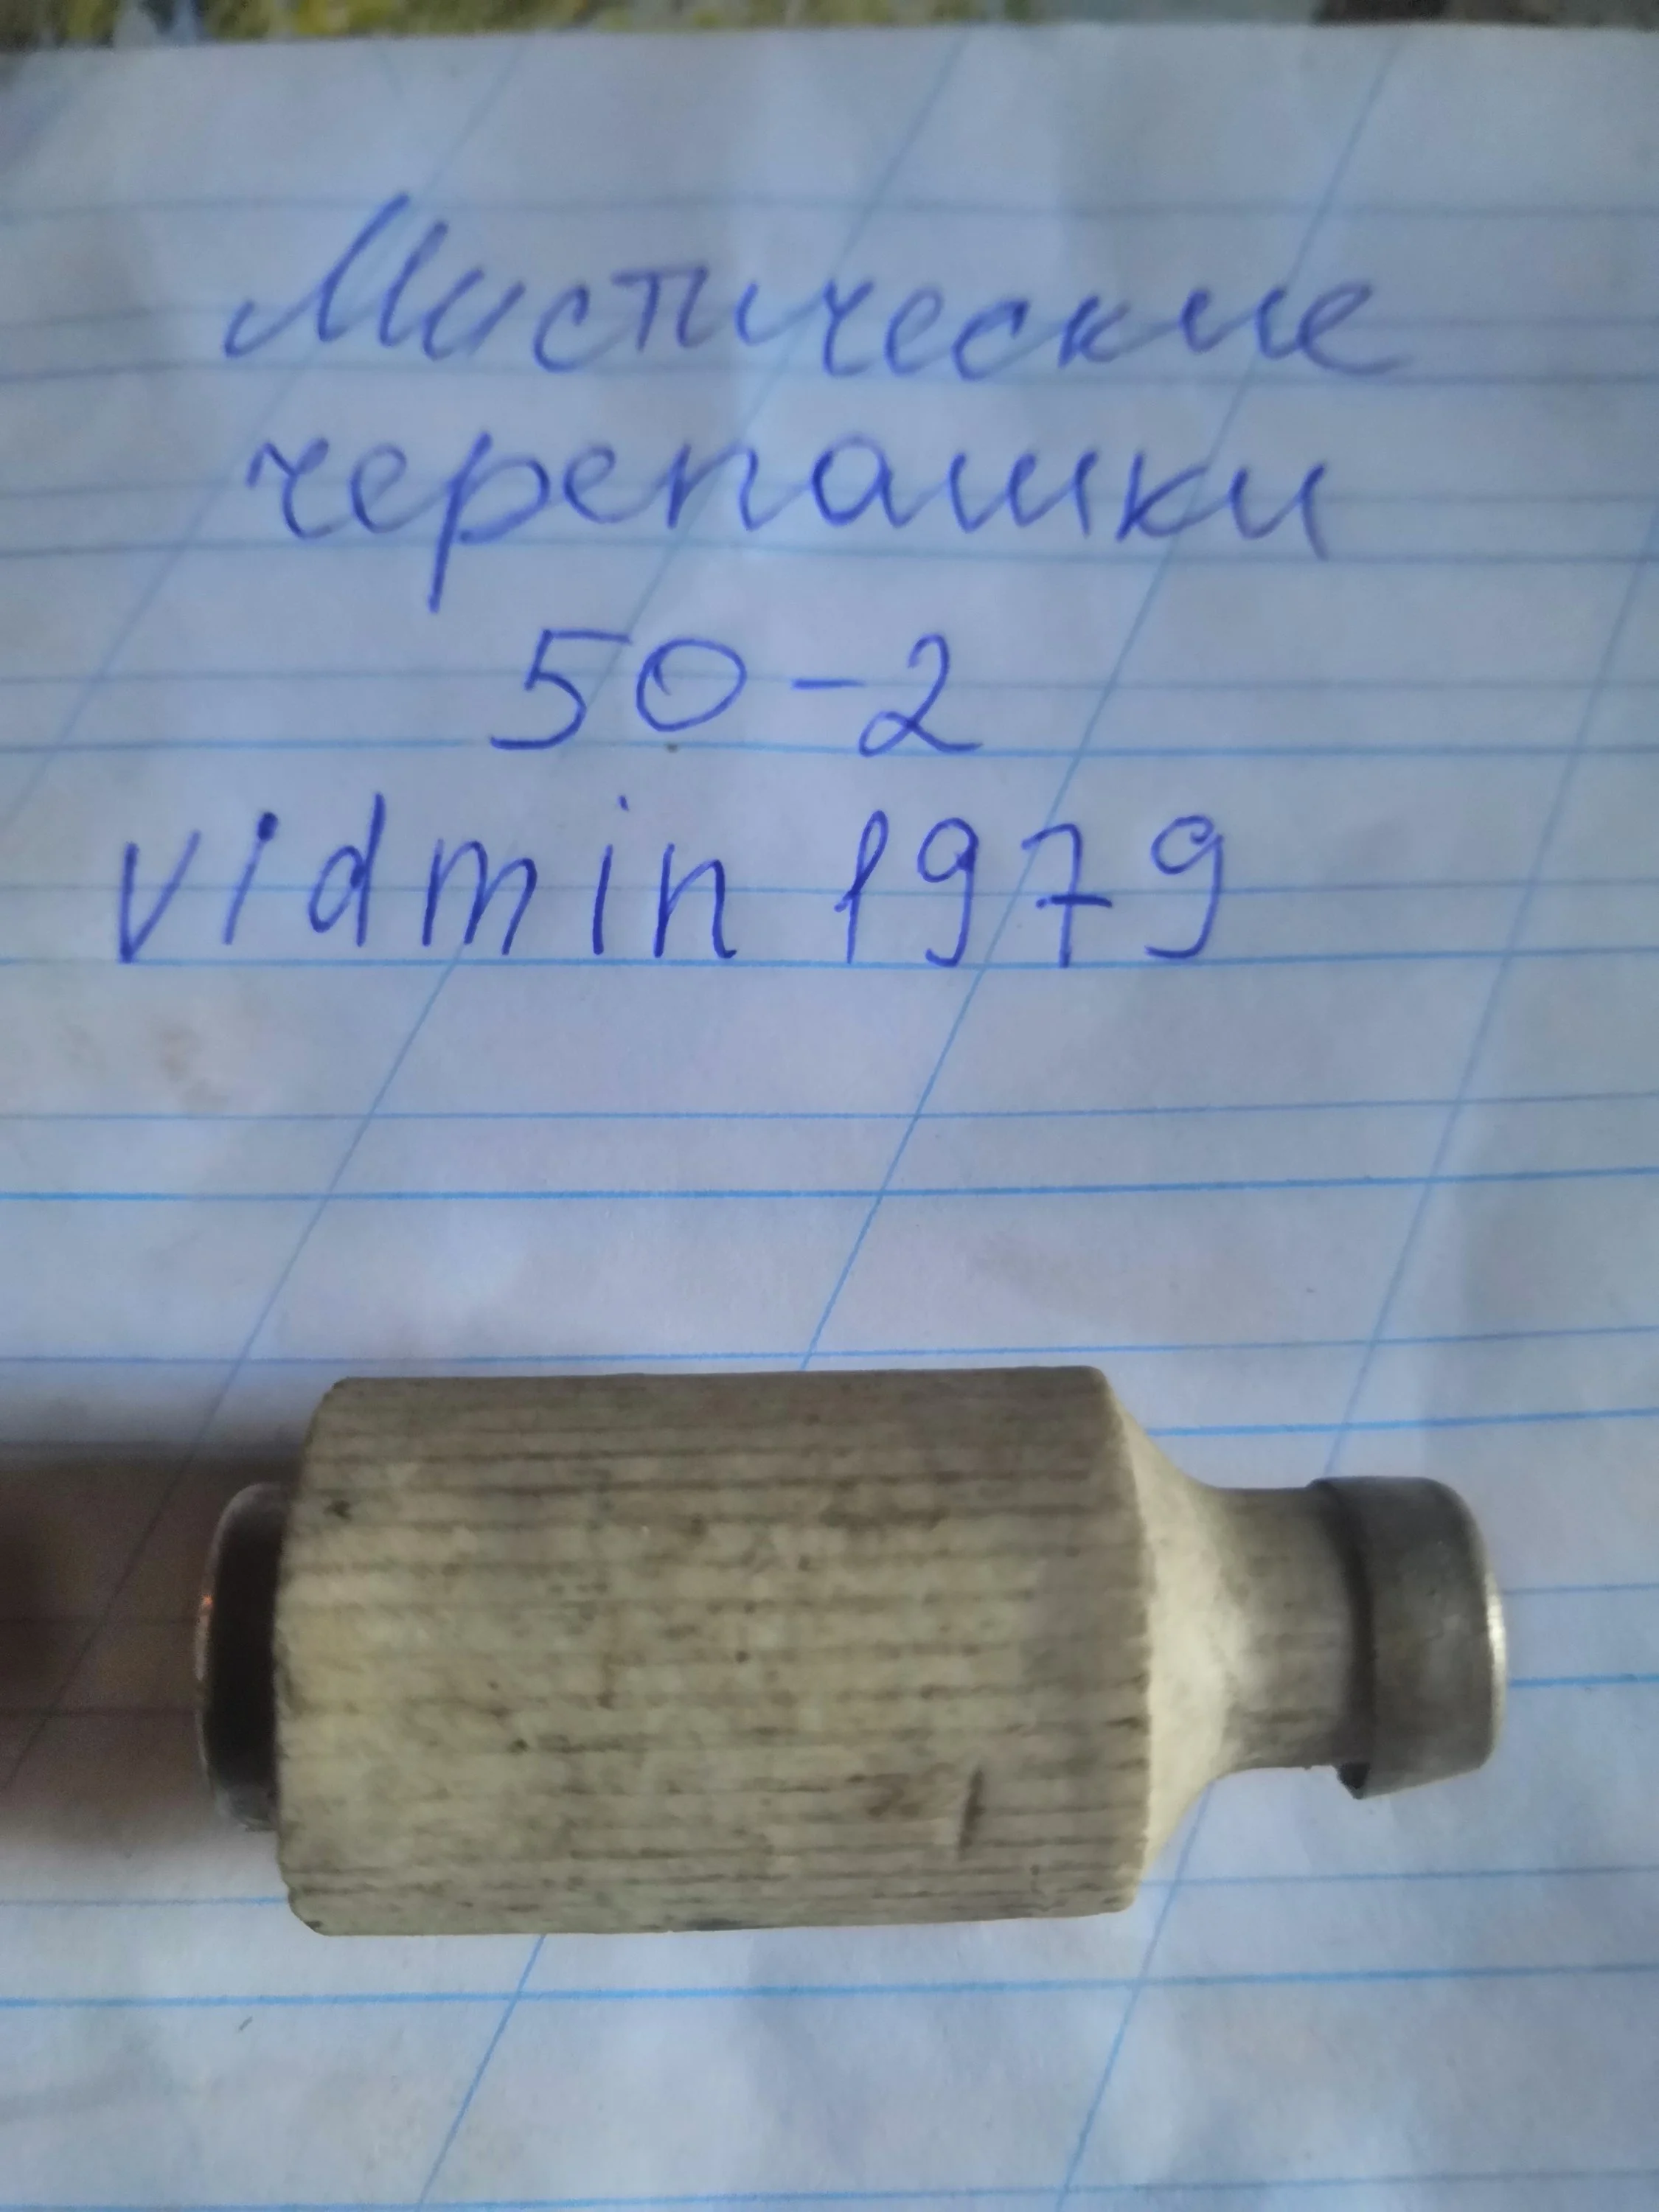 Мистические
черепашки
50-2
vidmin 1979